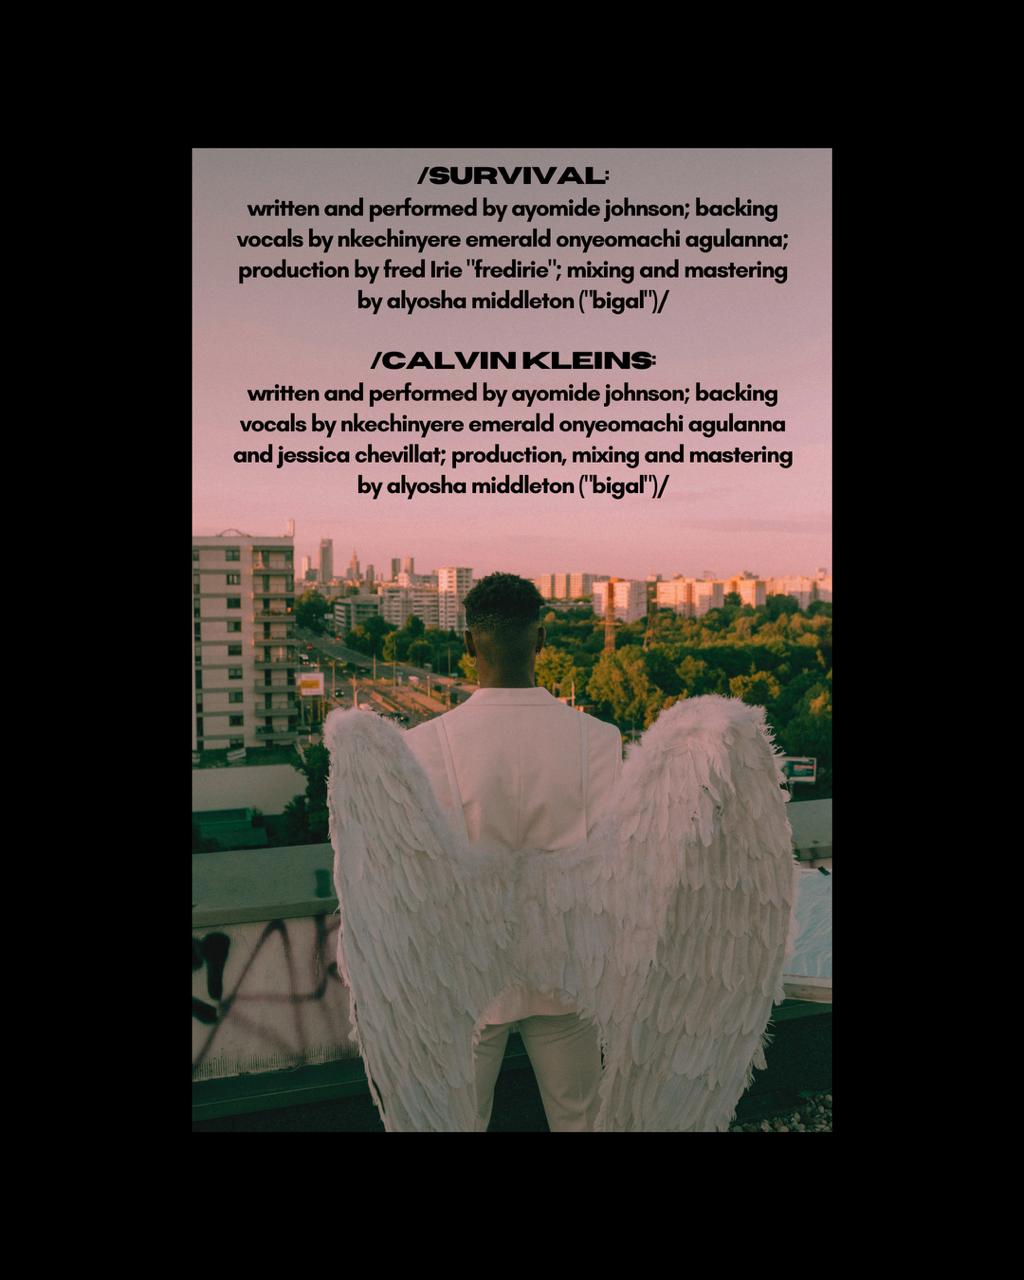 /SURVIVAL:
written and performed by ayomide johnson; backing
vocals by nkechinyere emerald onyeomachi agulanna;
production by fred Irie "fredirie"; mixing and mastering
by alyosha middleton ("bigal")/
/CALVIN KLEINS:
written and performed by ayomide johnson; backing
vocals by nkechinyere emerald onyeomachi agulanna
and jessica chevillat; production, mixing and mastering
by alyosha middleton ("bigal")/